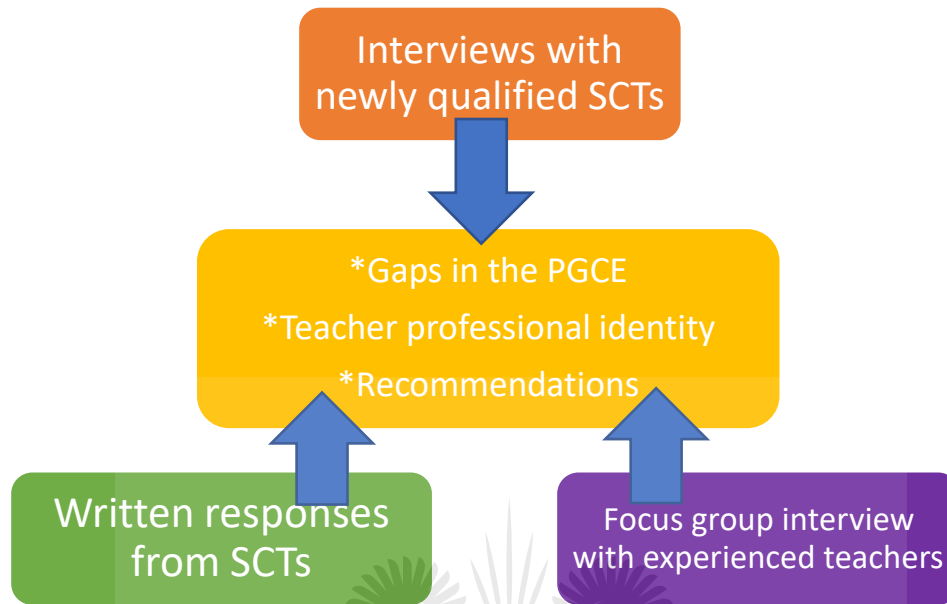 Interviews with
newly qualified SCTs
*Gaps in the PGCE
*Teacher professional identity
*Recommendations
Written responses
from SCTs
Focus group interview
with experienced teachers